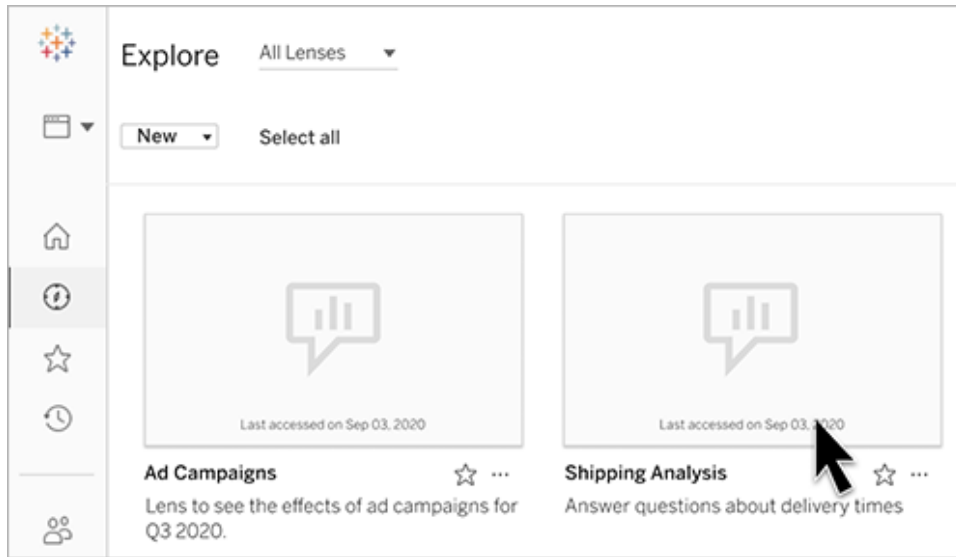 Explore
All Lenses
New
Select all
Last accessed on Sep 03, 2020
Last accessed on Sep 03, 2020
Ad Campaigns
...
Shipping Analysis
...
Lens to see the effects of ad campaigns for
Q3 2020.
Answer questions about delivery times